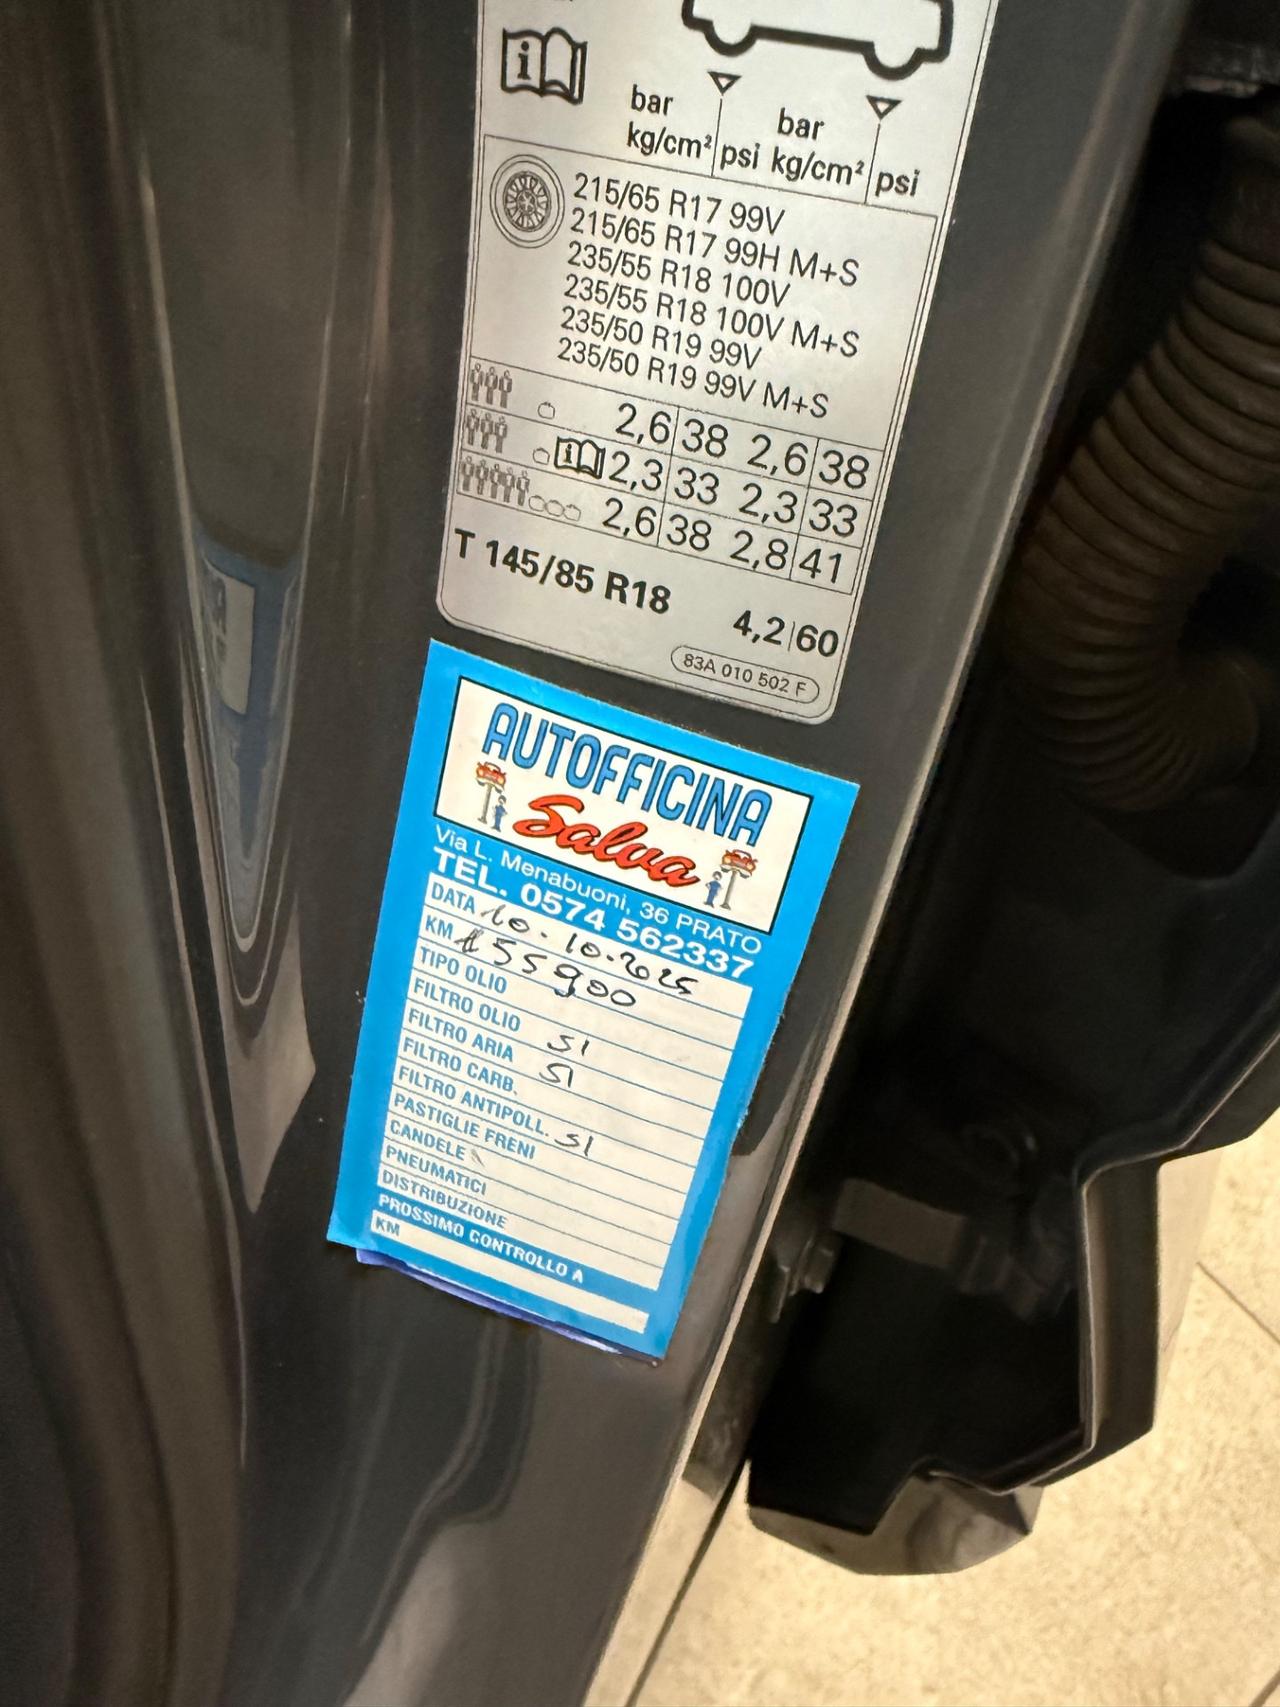 bar bar
kg/cm² psi kg/cm² psi
215/65 R17 99V
215/65 R17 99H M+S
235/55 R18 100V
235/55 R18 100V M+S
235/50 R19 99V
235/50 R19 99V M+S
2,6 38 2,6 38
i 2,3 33 2,3 33
2,6 38 2,8 41
T 145/85 R18 4,2 60
83A 010 502 F
AUTOFFICINA
Salva
Via L. Menabuoni, 36 PRATO
TEL. 0574 562337
DATA 10.10.2025
KM 55900
TIPO OLIO
FILTRO OLIO SI
FILTRO ARIA SI
FILTRO CARB.
FILTRO ANTIPOLL. SI
PASTIGLIE FRENI
CANDELE
PNEUMATICI
DISTRIBUZIONE
PROSSIMO CONTROLLO A
KM